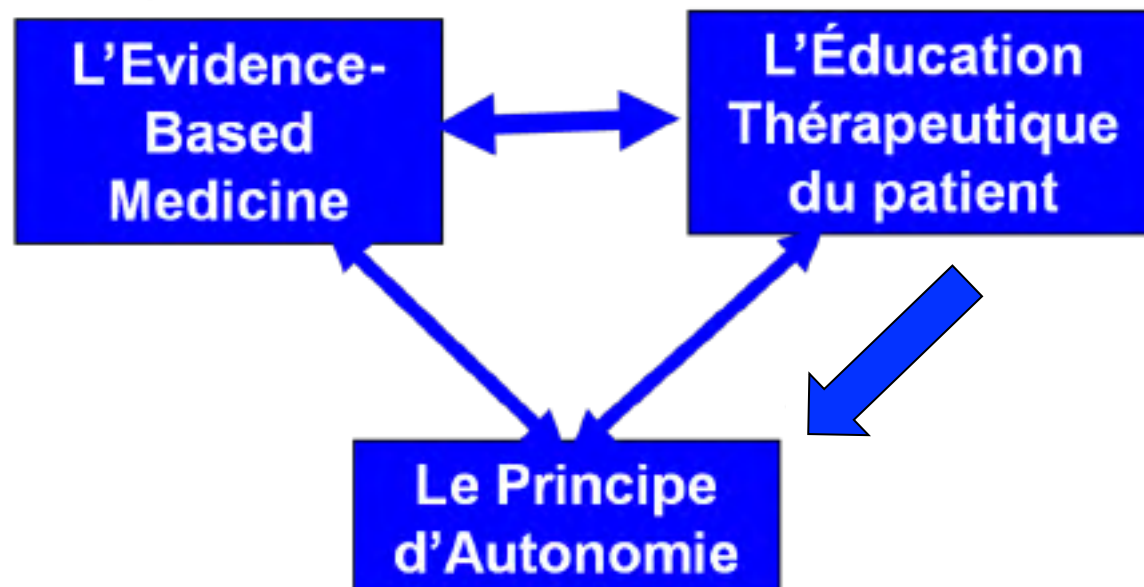 L’Evidence-
Based
Medicine
L’Éducation
Thérapeutique
du patient
Le Principe
d’Autonomie